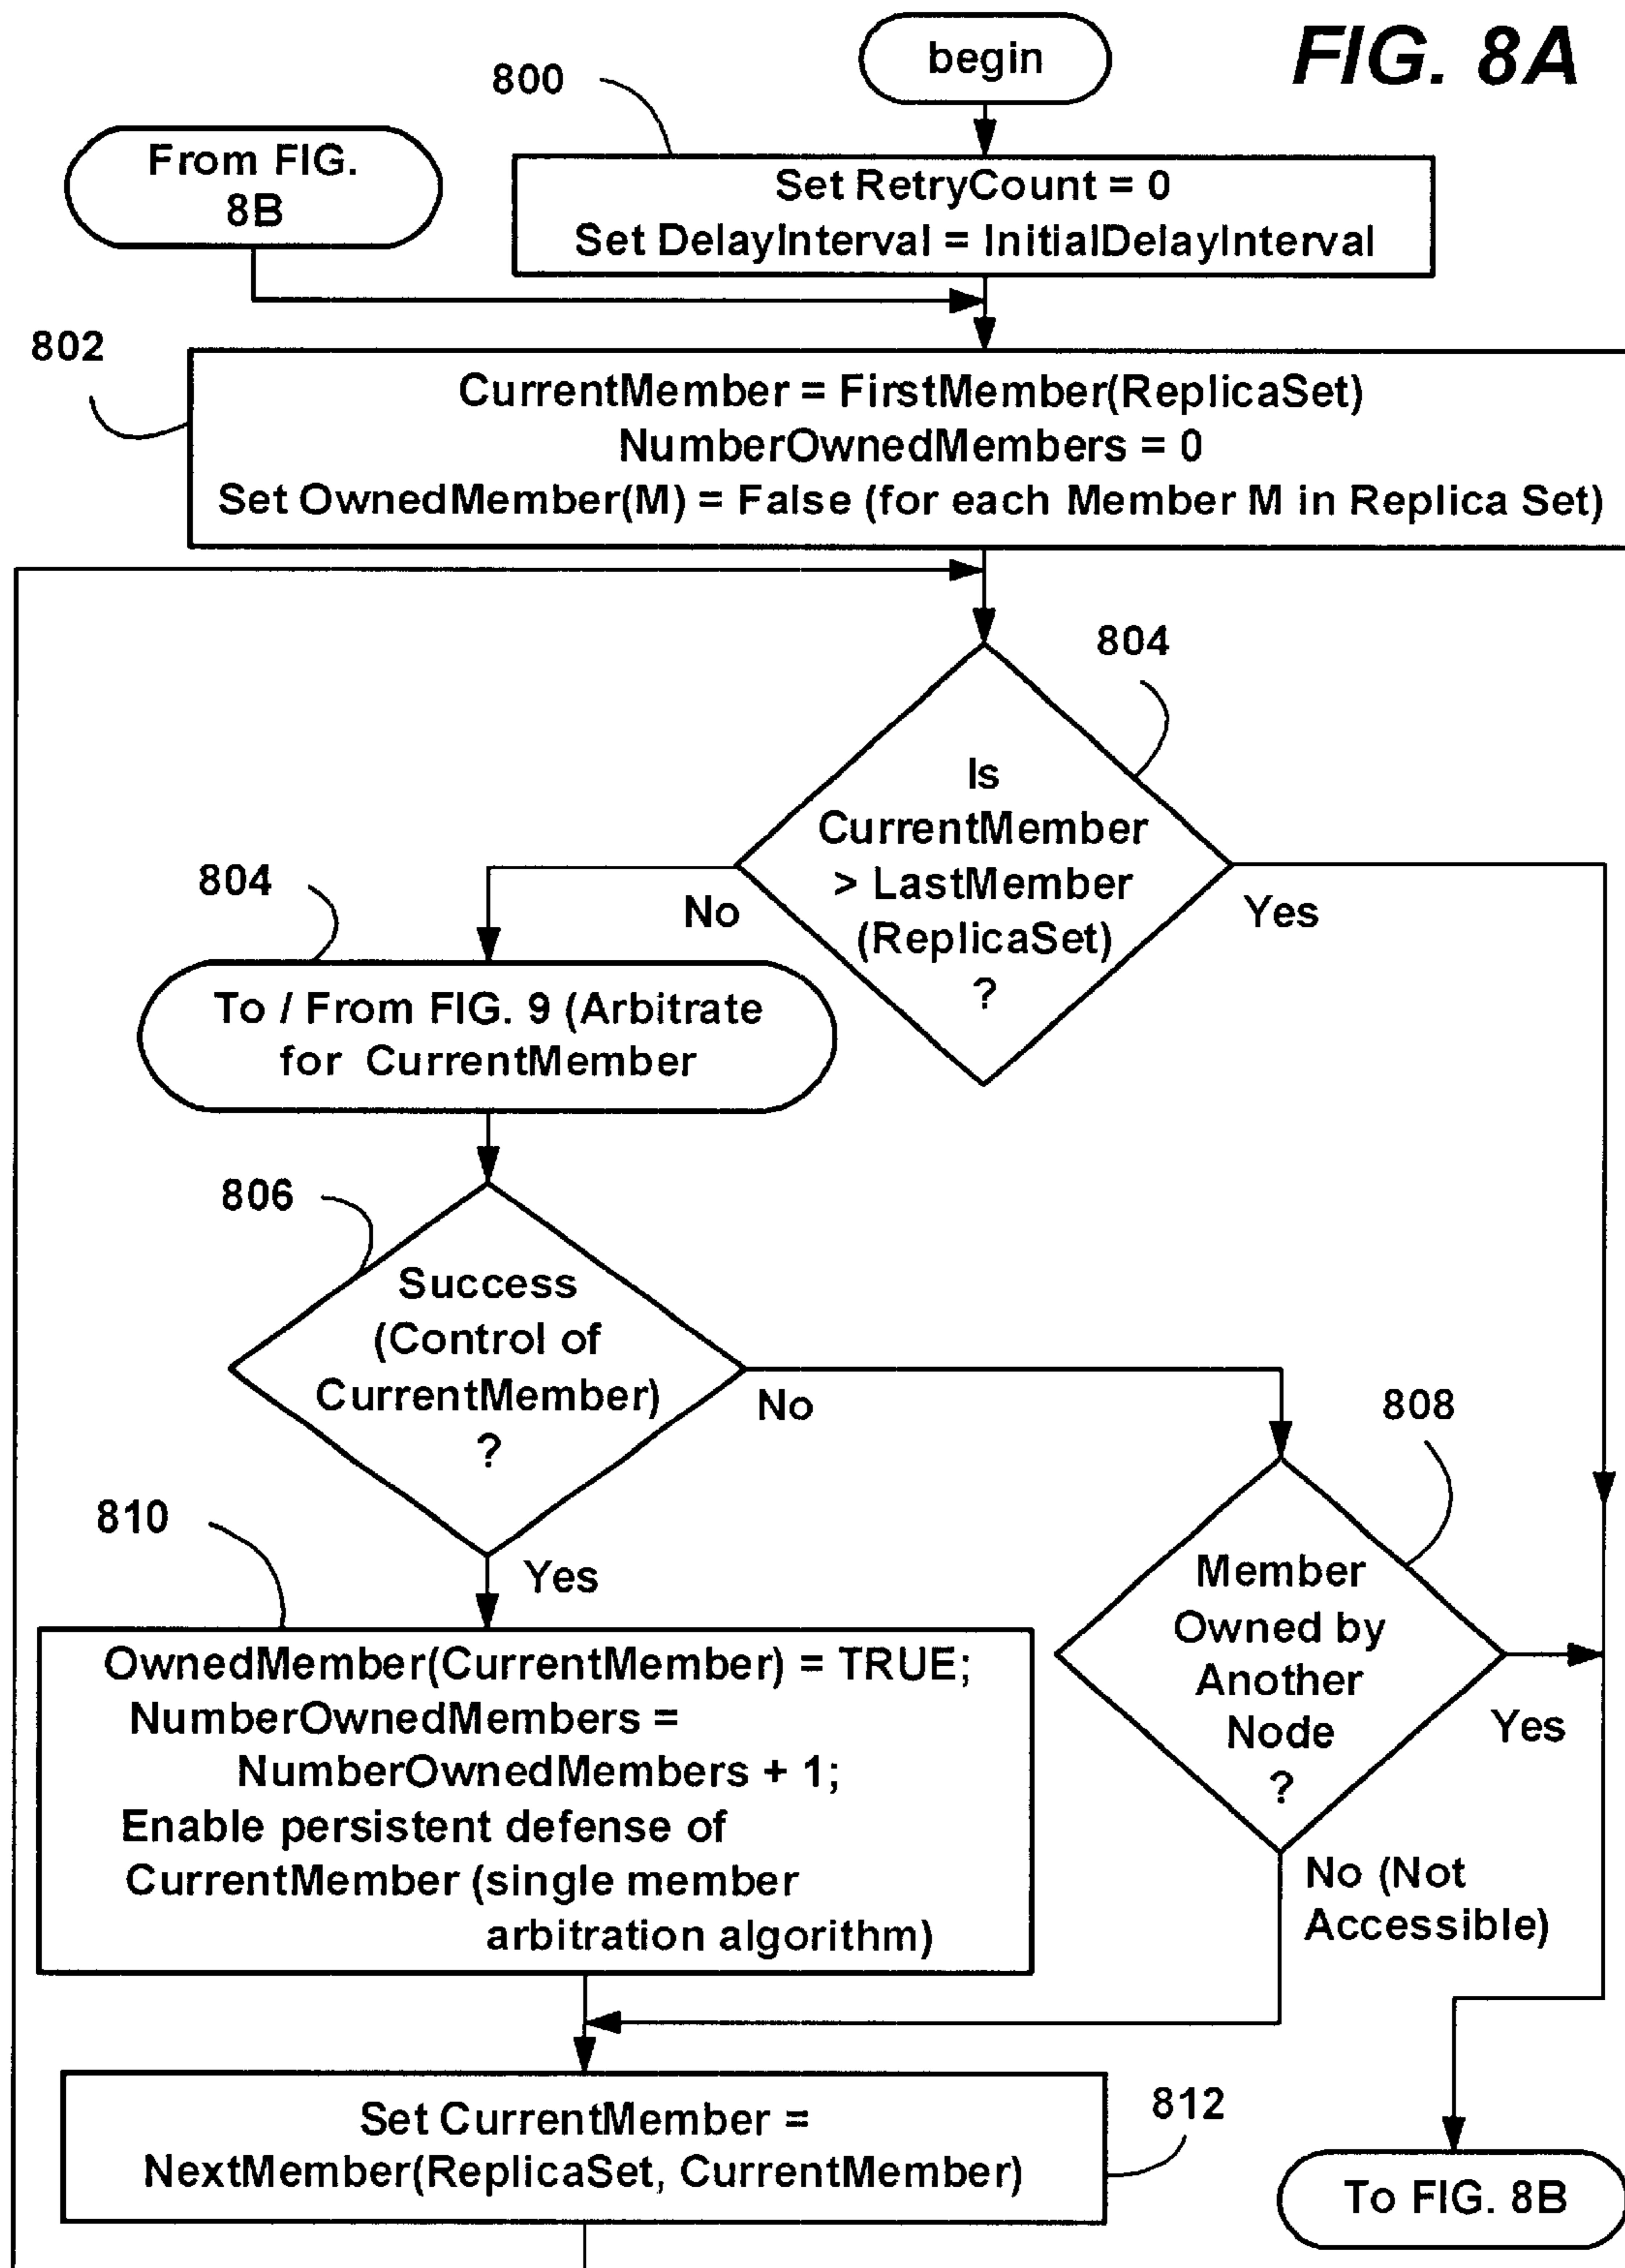 FIG. 8A
begin
800
From FIG.
8B
Set RetryCount = 0
Set DelayInterval = InitialDelayInterval
802
CurrentMember = FirstMember(ReplicaSet)
NumberOwnedMembers = 0
Set OwnedMember(M) = False (for each Member M in Replica Set)
804
Is
CurrentMember
> LastMember
(ReplicaSet)
?
No
Yes
804
To / From FIG. 9 (Arbitrate
for CurrentMember
806
Success
(Control of
CurrentMember)
?
No
Yes
808
Member
Owned by
Another
Node
?
Yes
No (Not
Accessible)
810
OwnedMember(CurrentMember) = TRUE;
NumberOwnedMembers =
NumberOwnedMembers + 1;
Enable persistent defense of
CurrentMember (single member
arbitration algorithm)
Set CurrentMember =
NextMember(ReplicaSet, CurrentMember)
812
To FIG. 8B